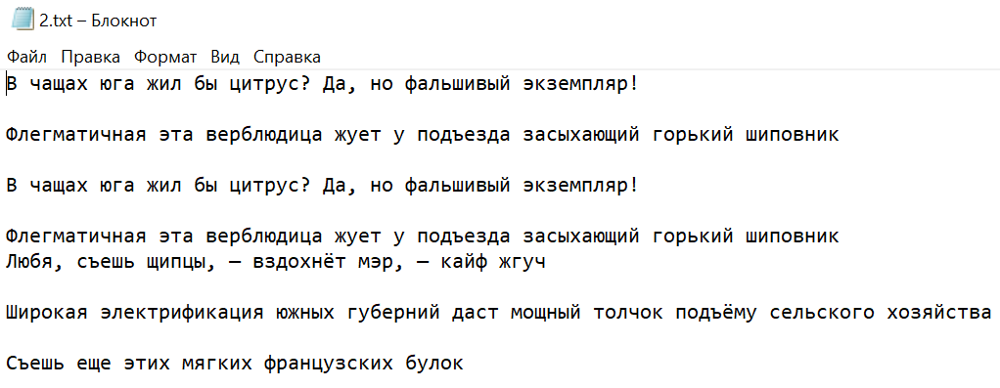 2.txt – Блокнот
Файл Правка Формат Вид Справка
В чащах юга жил бы цитрус? Да, но фальшивый экземпляр!
Флегматичная эта верблюдица жует у подъезда засыхающий горький шиповник
В чащах юга жил бы цитрус? Да, но фальшивый экземпляр!
Флегматичная эта верблюдица жует у подъезда засыхающий горький шиповник
Любя, съешь щипцы, – вздохнёт мэр, – кайф жгуч
Широкая электрификация южных губерний даст мощный толчок подъёму сельского хозяйства
Съешь еще этих мягких французских булок